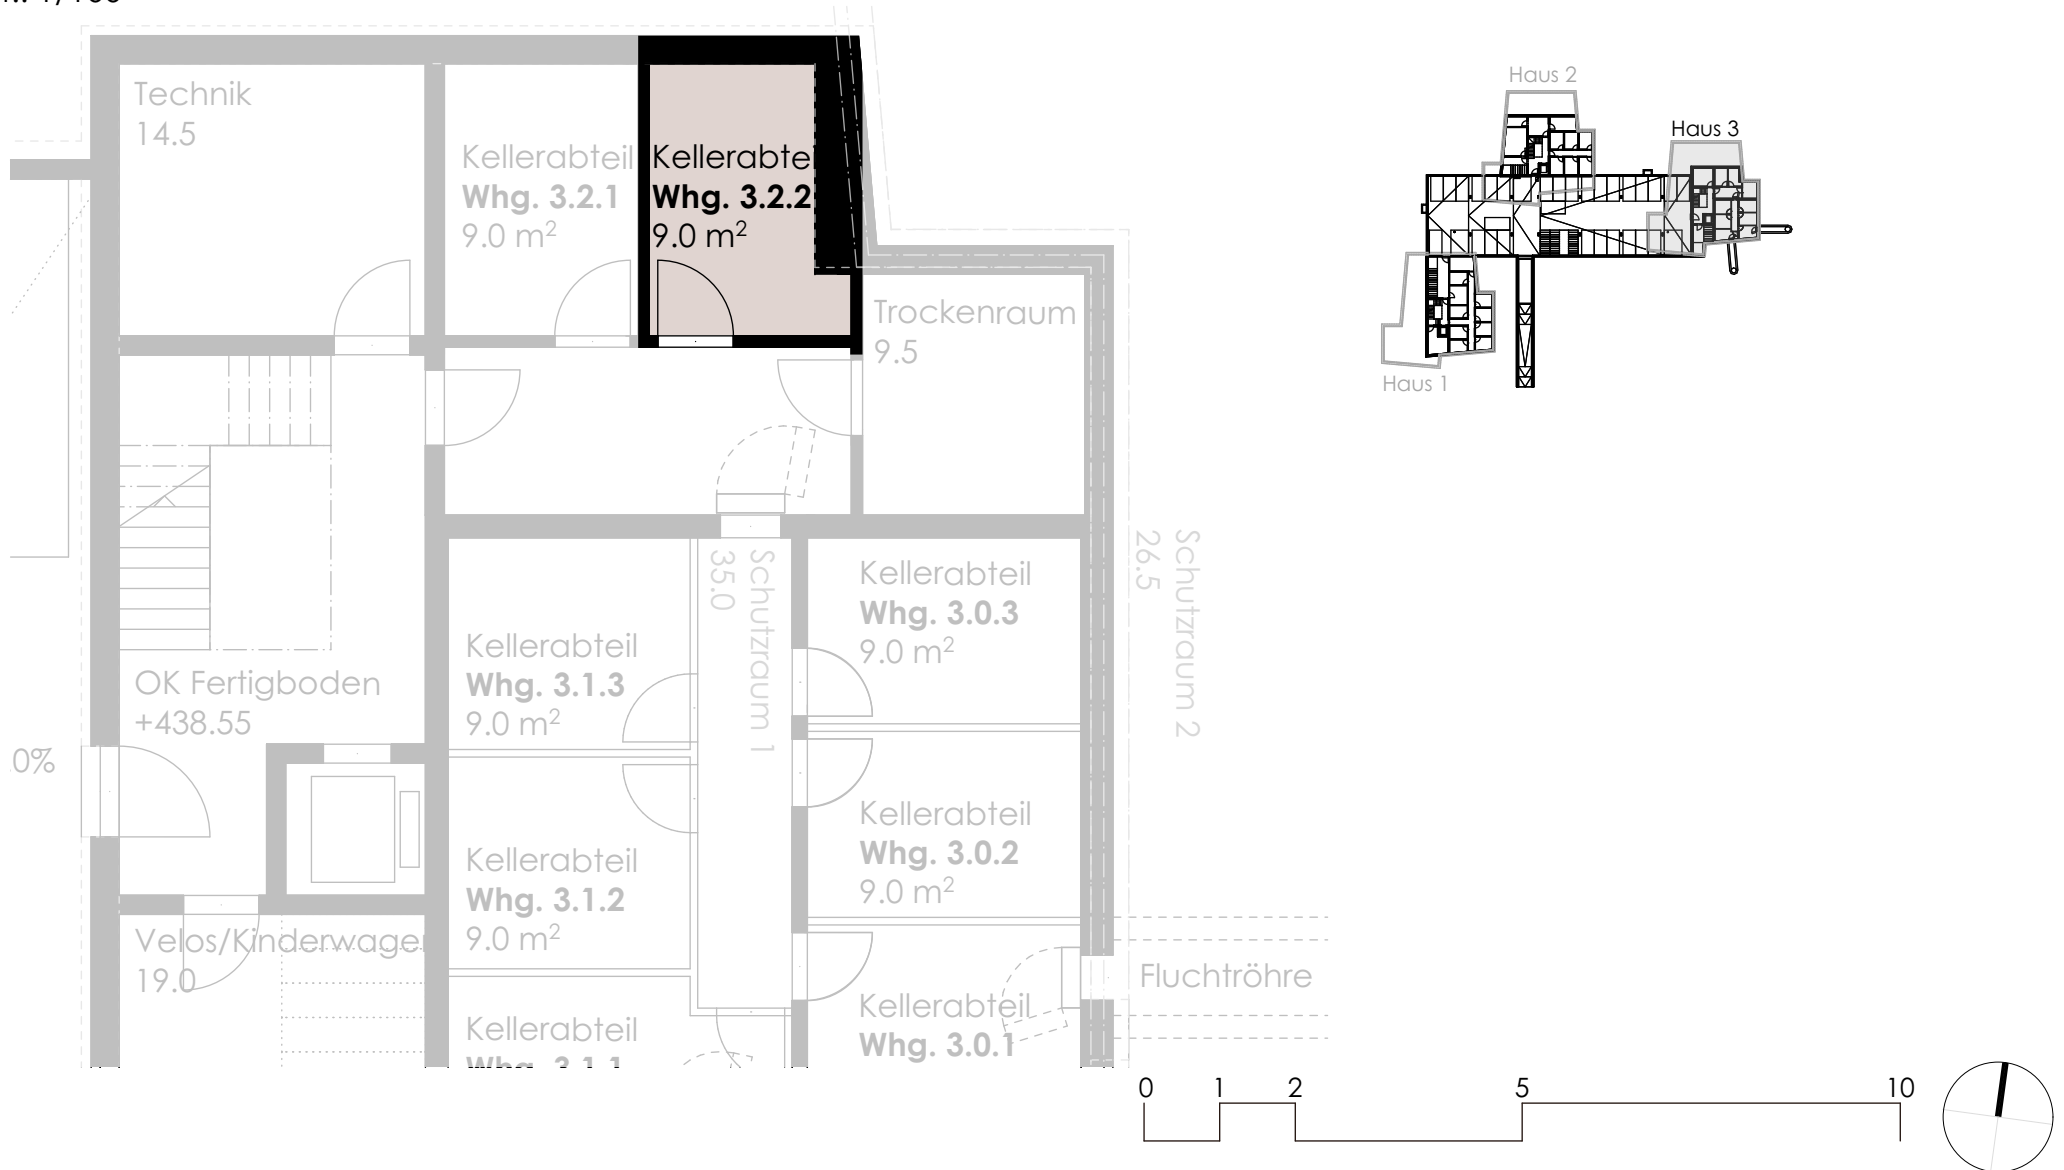 Technik
14.5
Kellerabteil
Whg. 3.2.1
9.0 m²
Kellerabtei
Whg. 3.2.2
9.0 m²
Trockenraum
9.5
Schutzraum 1
35.0
Schutzraum 2
26.5
Kellerabteil
Whg. 3.0.3
9.0 m²
Kellerabteil
Whg. 3.1.3
9.0 m²
OK Fertigboden
+438.55
0%
Kellerabteil
Whg. 3.0.2
9.0 m²
Kellerabteil
Whg. 3.1.2
9.0 m²
Velos/Kinderwagen
19.0
Fluchtröhre
Kellerabteil
Whg. 3.0.1
Kellerabteil
Whg. 3.1.1
Haus 2
Haus 3
Haus 1
0 1 2 5 10